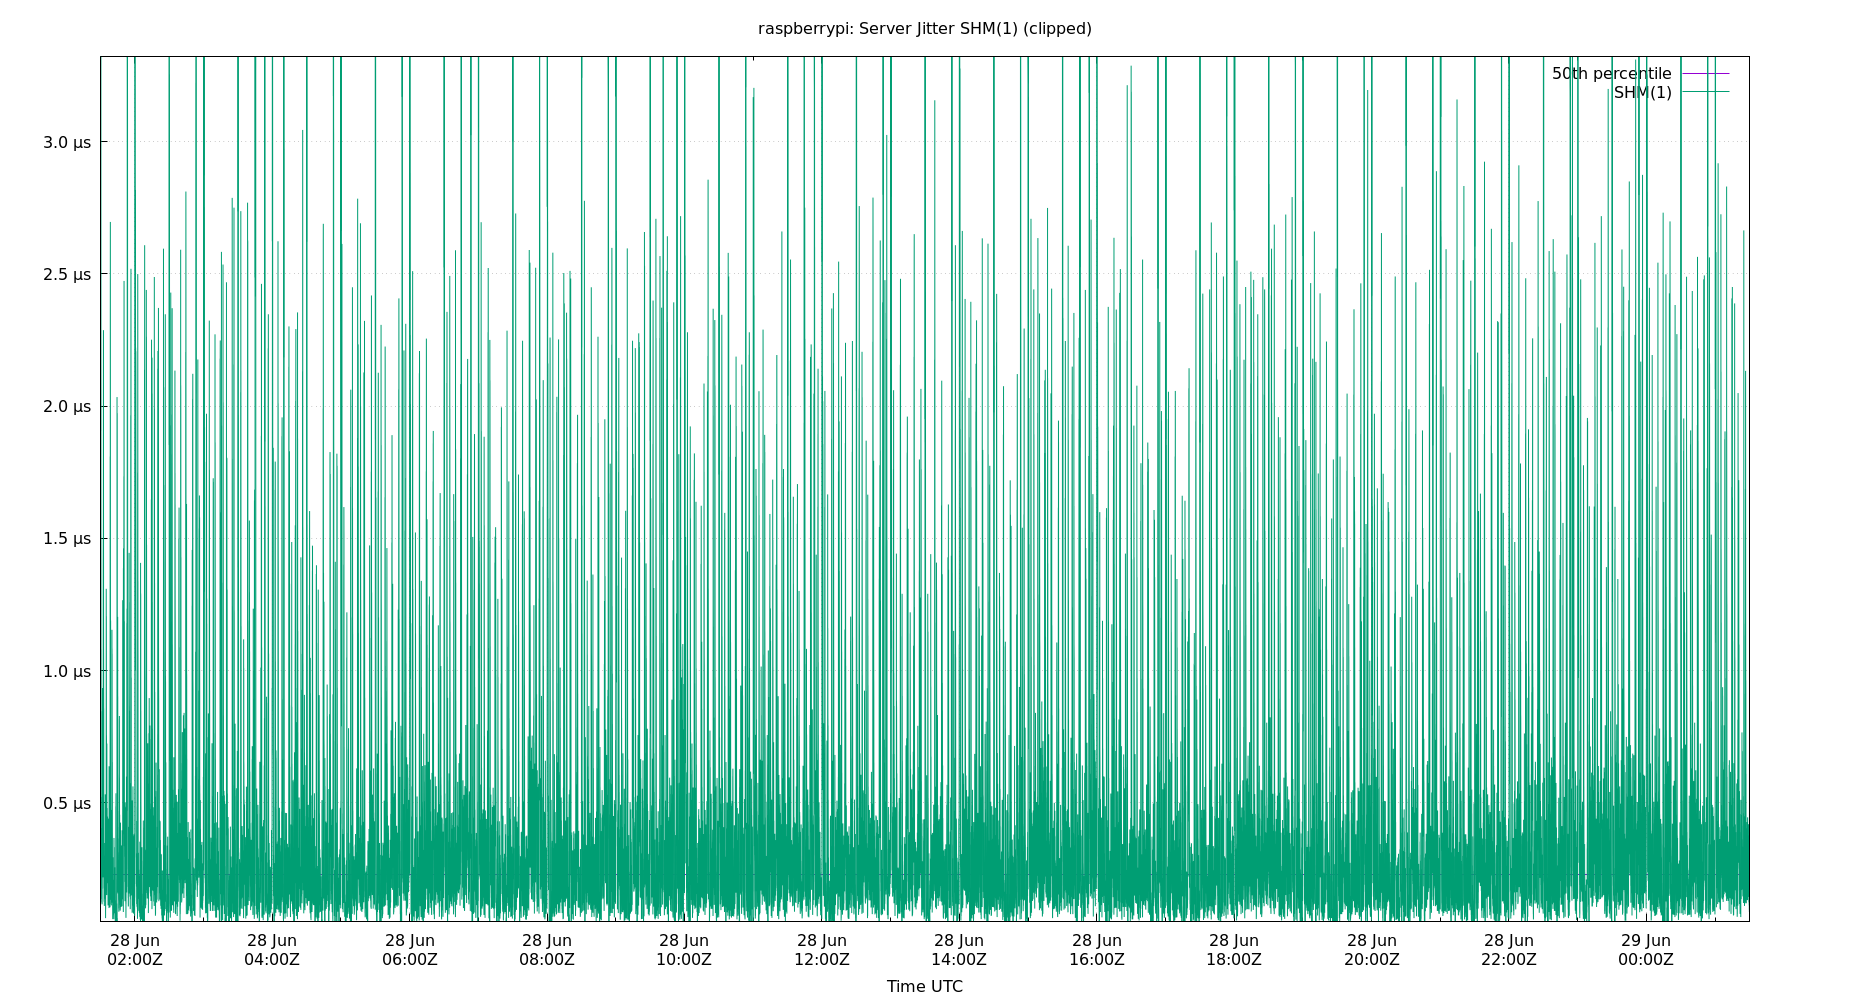 raspberrypi: Server Jitter SHM(1) (clipped)
50th percentile
SHM(1)
3.0 µs
2.5 µs
2.0 µs
1.5 µs
1.0 µs
0.5 µs
28 Jun 28 Jun 28 Jun 28 Jun 28 Jun 28 Jun 28 Jun 28 Jun 28 Jun 28 Jun 28 Jun 29 Jun
02:00Z 04:00Z 06:00Z 08:00Z 10:00Z 12:00Z 14:00Z 16:00Z 18:00Z 20:00Z 22:00Z 00:00Z
Time UTC